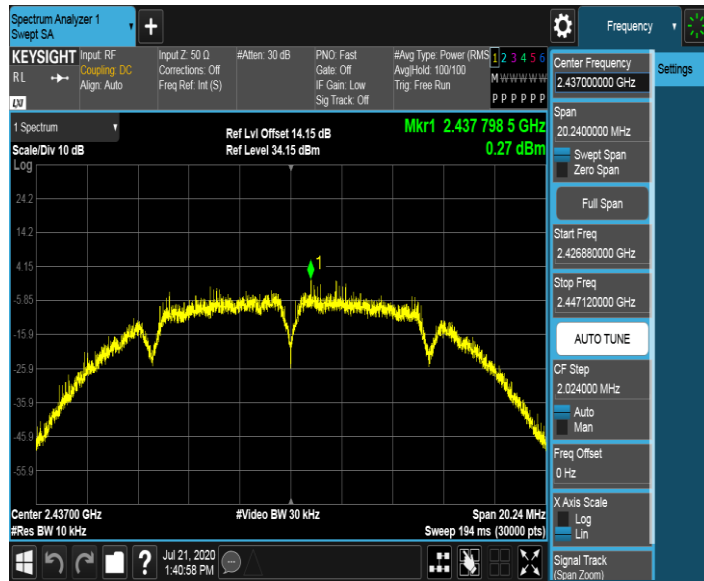 Spectrum Analyzer 1
Swept SA
+
Frequency
KEYSIGHT
RL
LXI
Input: RF
Coupling: DC
Align: Auto
Input Z: 50 Ω
Corrections: Off
Freq Ref: Int (S)
#Atten: 30 dB
PNO: Fast
Gate: Off
IF Gain: Low
Sig Track: Off
#Avg Type: Power (RMS
Avg|Hold: 100/100
Trig: Free Run
1 2 3 4 5 6
M W W W W W
P P P P P P
1 Spectrum
Scale/Div 10 dB
Log
Ref Lvl Offset 14.15 dB
Ref Level 34.15 dBm
Mkr1 2.437 798 5 GHz
0.27 dBm
24.2
14.2
4.15
-5.85
-15.9
-25.9
-35.9
-45.9
-55.9
1
Center 2.43700 GHz
#Res BW 10 kHz
#Video BW 30 kHz
Span 20.24 MHz
Sweep 194 ms (30000 pts)
?
Jul 21, 2020
1:40:58 PM
Center Frequency
2.437000000 GHz
Span
20.2400000 MHz
Swept Span
Zero Span
Full Span
Start Freq
2.426880000 GHz
Stop Freq
2.447120000 GHz
AUTO TUNE
CF Step
2.024000 MHz
Auto
Man
Freq Offset
0 Hz
X Axis Scale
Log
Lin
Signal Track
(Span Zoom)
Settings